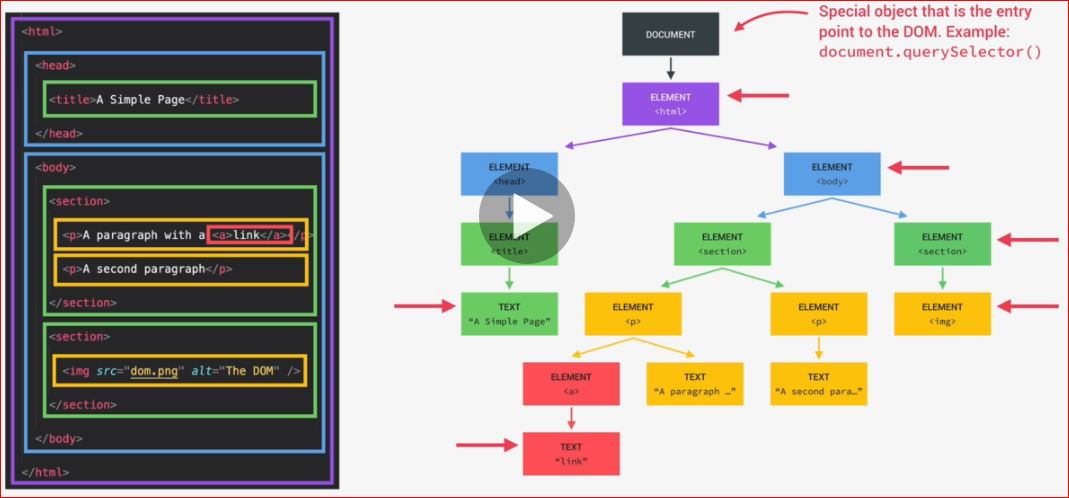 <html>
<head>
<title>A Simple Page</title>
</head>
<body>
<section>
<p>A paragraph with a <a>link</a></p>
<p>A second paragraph</p>
</section>
<section>
<img src="dom.png" alt="The DOM" />
</section>
</body>
</html>
Special object that is the entry
point to the DOM. Example:
document.querySelector()
DOCUMENT
ELEMENT
<html>
ELEMENT
<head>
ELEMENT
<body>
ELEMENT
<title>
ELEMENT
<section>
ELEMENT
<section>
TEXT
“A Simple Page”
ELEMENT
<p>
ELEMENT
<p>
ELEMENT
<img>
ELEMENT
<a>
TEXT
“A paragraph …”
TEXT
“A second para…”
TEXT
“link”